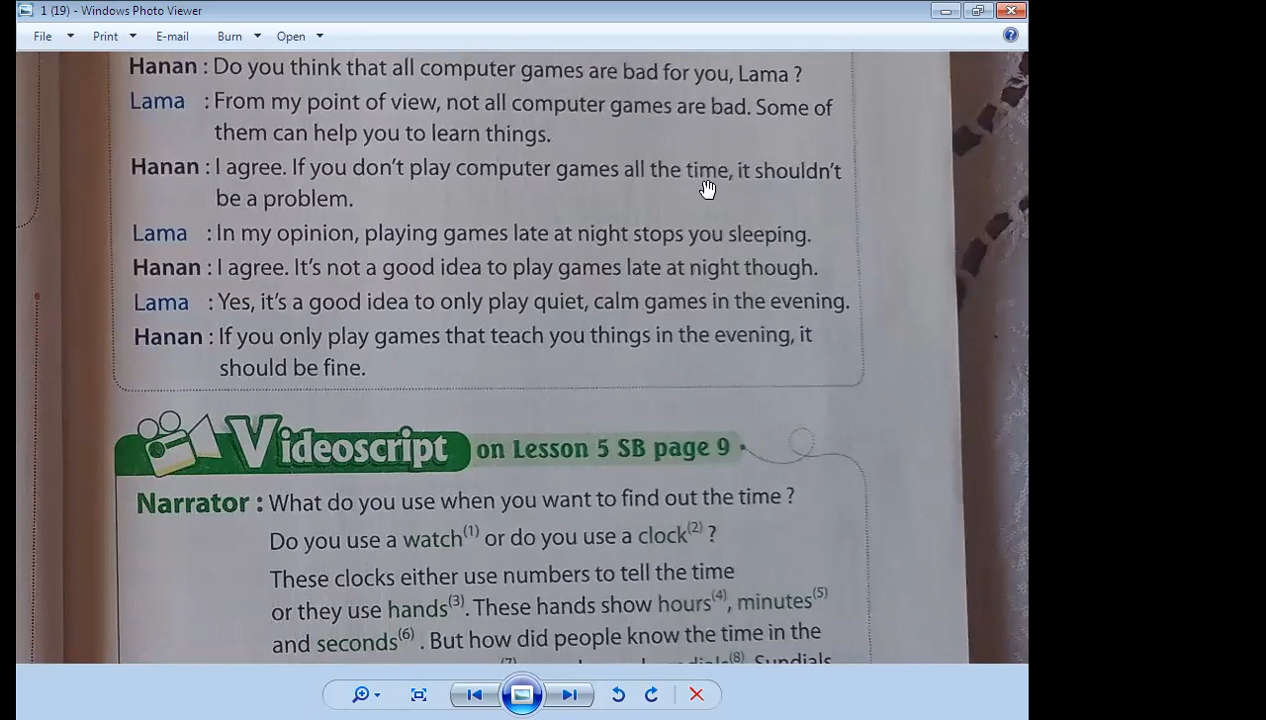 1 (19) - Windows Photo Viewer
File Print E-mail Burn Open
Hanan : Do you think that all computer games are bad for you, Lama ?
Lama : From my point of view, not all computer games are bad. Some of
them can help you to learn things.
Hanan : I agree. If you don't play computer games all the time, it shouldn't
be a problem.
Lama : In my opinion, playing games late at night stops you sleeping.
Hanan : I agree. It's not a good idea to play games late at night though.
Lama : Yes, it's a good idea to only play quiet, calm games in the evening.
Hanan : If you only play games that teach you things in the evening, it
should be fine.
Videoscript on Lesson 5 SB page 9
Narrator : What do you use when you want to find out the time ?
Do you use a watch(1) or do you use a clock(2) ?
These clocks either use numbers to tell the time
or they use hands(3). These hands show hours(4), minutes(5)
and seconds(6) . But how did people know the time in the
(7) (8) Sundials